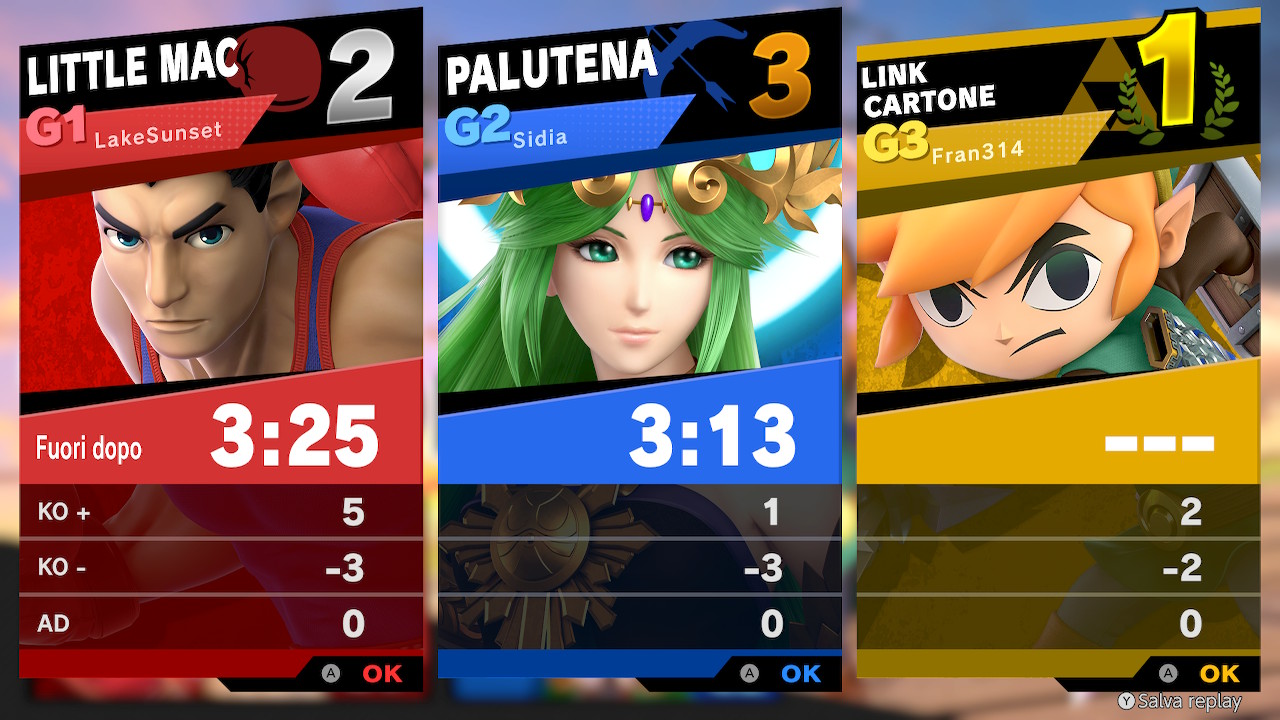 LITTLE MAC 2
G1 LakeSunset
Fuori dopo 3:25
KO + 5
KO - -3
AD 0
A OK
PALUTENA 3
G2 Sidia
3:13
1
-3
0
A OK
LINK
CARTONE 1
G3 Fran314
---
2
-2
0
A OK
Y Salva replay